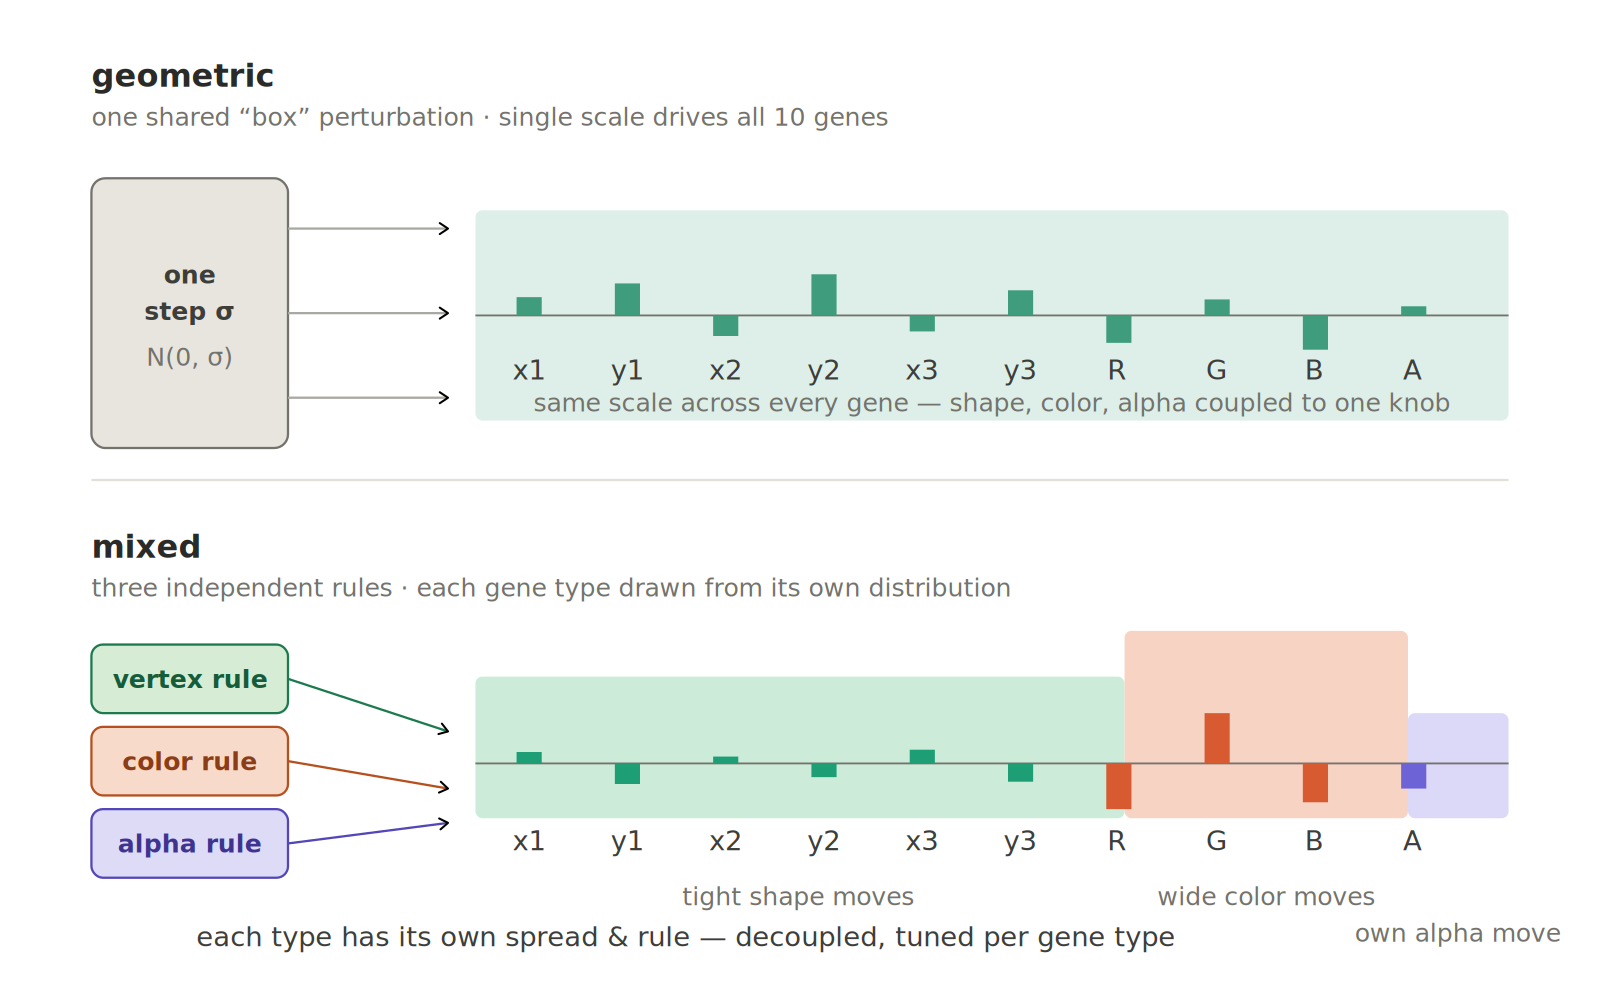 geometric
one shared “box” perturbation · single scale drives all 10 genes
one
step σ
N(0, σ)
x1 y1 x2 y2 x3 y3 R G B A
same scale across every gene — shape, color, alpha coupled to one knob
mixed
three independent rules · each gene type drawn from its own distribution
vertex rule
color rule
alpha rule
x1 y1 x2 y2 x3 y3 R G B A
tight shape moves
wide color moves
own alpha move
each type has its own spread & rule — decoupled, tuned per gene type